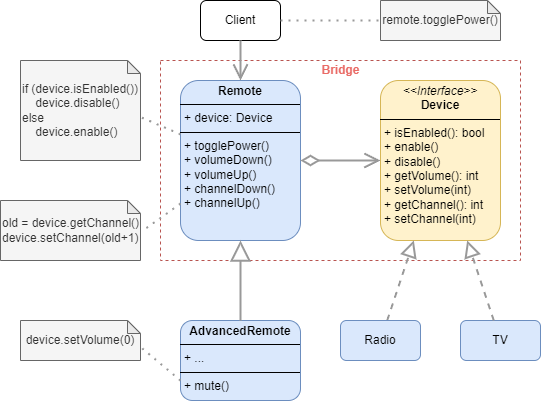 Client
remote.togglePower()
Bridge
if (device.isEnabled())
device.disable()
else
device.enable()
Remote
+ device: Device
+ togglePower()
+ volumeDown()
+ volumeUp()
+ channelDown()
+ channelUp()
<<Interface>>
Device
+ isEnabled(): bool
+ enable()
+ disable()
+ getVolume(): int
+ setVolume(int)
+ getChannel(): int
+ setChannel(int)
old = device.getChannel()
device.setChannel(old+1)
device.setVolume(0)
AdvancedRemote
+ ...
+ mute()
Radio
TV